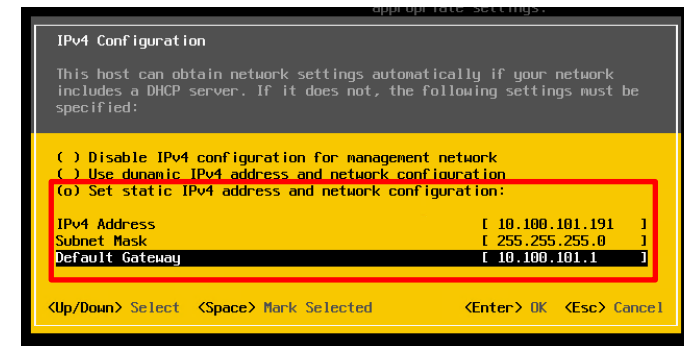 appropriate settings.
IPv4 Configuration
This host can obtain network settings automatically if your network
includes a DHCP server. If it does not, the following settings must be
specified:
( ) Disable IPv4 configuration for management network
( ) Use dynamic IPv4 address and network configuration
(o) Set static IPv4 address and network configuration:
IPv4 Address [ 10.100.101.191 ]
Subnet Mask [ 255.255.255.0 ]
Default Gateway [ 10.100.101.1 ]
<Up/Down> Select <Space> Mark Selected <Enter> OK <Esc> Cancel